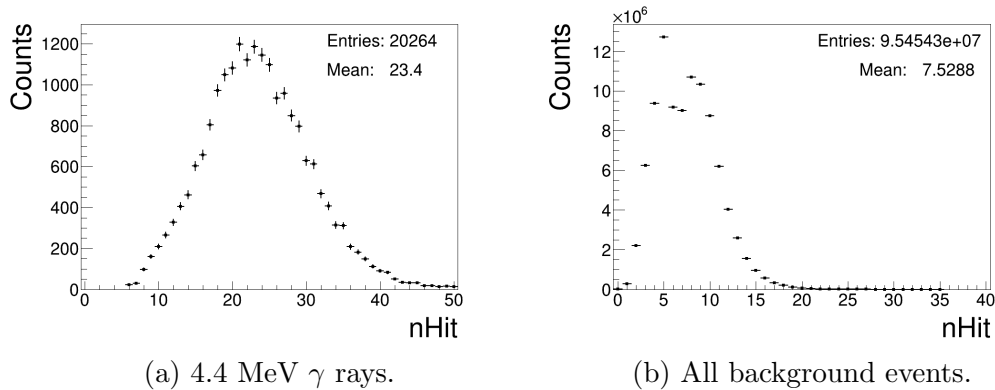 Counts
1200
1000
800
600
400
200
0
Entries: 20264
Mean: 23.4
0 10 20 30 40 50
nHit
(a) 4.4 MeV γ rays.
×10⁶
Counts
12
10
8
6
4
2
0
Entries: 9.54543e+07
Mean: 7.5288
0 5 10 15 20 25 30 35 40
nHit
(b) All background events.